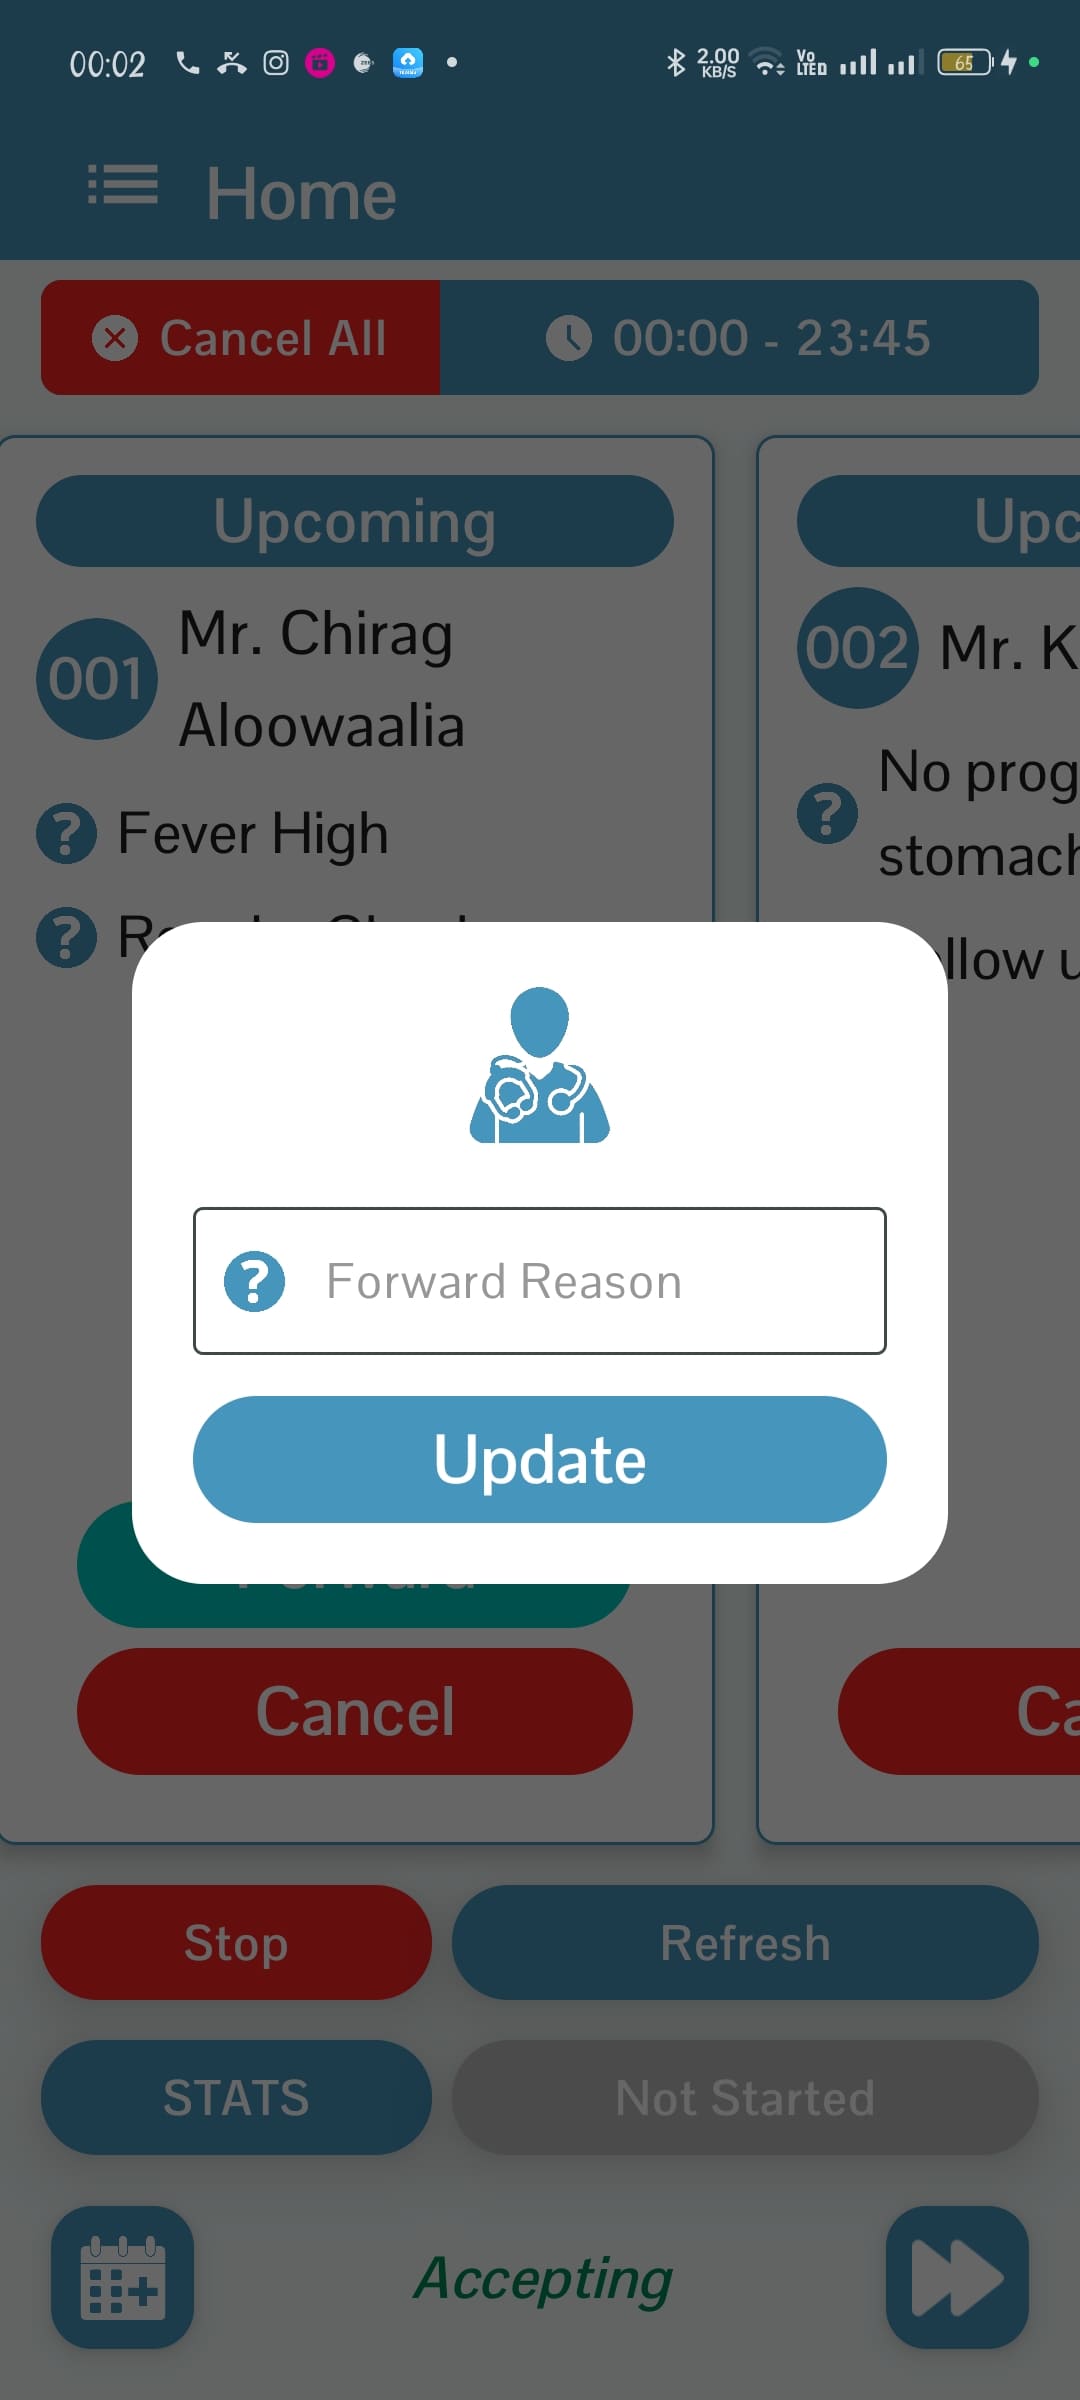 00:02
2.00
KB/S
Vo
LTED
65
Home
Cancel All
00:00 - 23:45
Upcoming
001
Mr. Chirag
Aloowaalia
Fever High
Upc
002
Mr. K
No prog
stomach
llow u
Forward Reason
Update
Forward
Cancel
Ca
Stop
Refresh
STATS
Not Started
Accepting